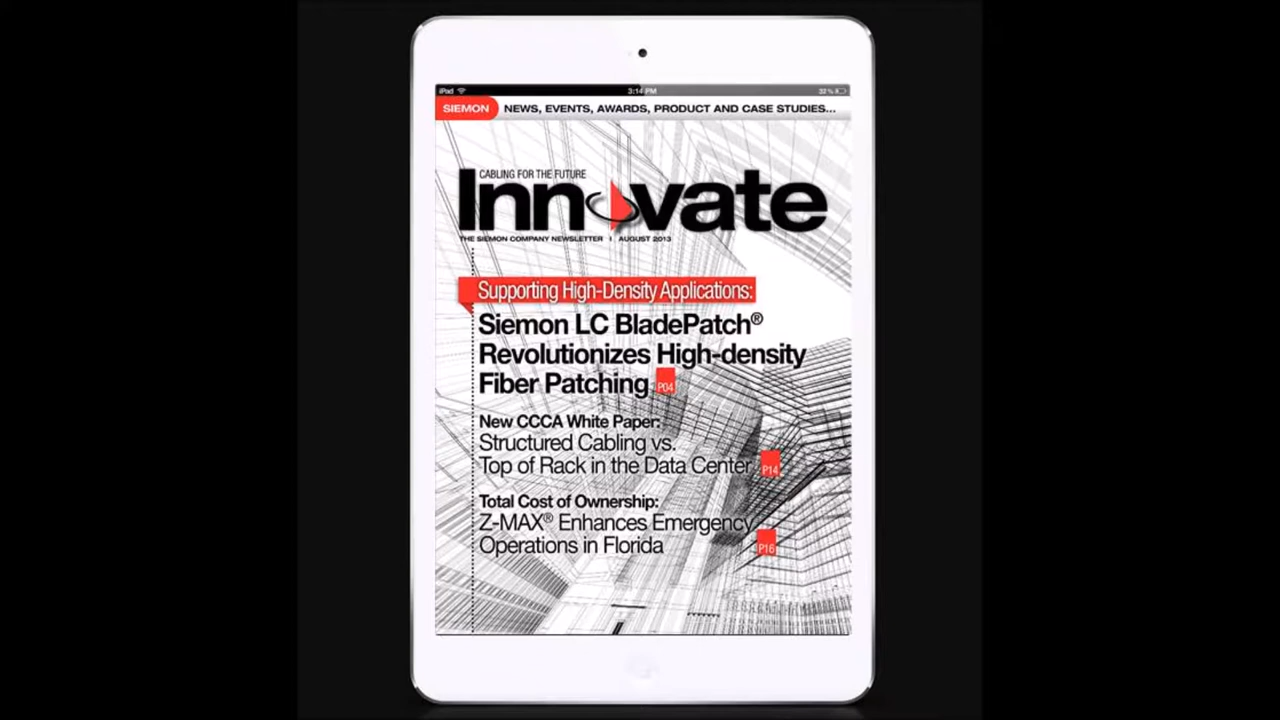 iPad 3:14 PM 32 %
SIEMON NEWS, EVENTS, AWARDS, PRODUCT AND CASE STUDIES...
CABLING FOR THE FUTURE
Innovate
THE SIEMON COMPANY NEWSLETTER | AUGUST 2013
Supporting High-Density Applications:
Siemon LC BladePatch®
Revolutionizes High-density
Fiber Patching P04
New CCCA White Paper:
Structured Cabling vs.
Top of Rack in the Data Center P14
Total Cost of Ownership:
Z-MAX® Enhances Emergency
Operations in Florida P16